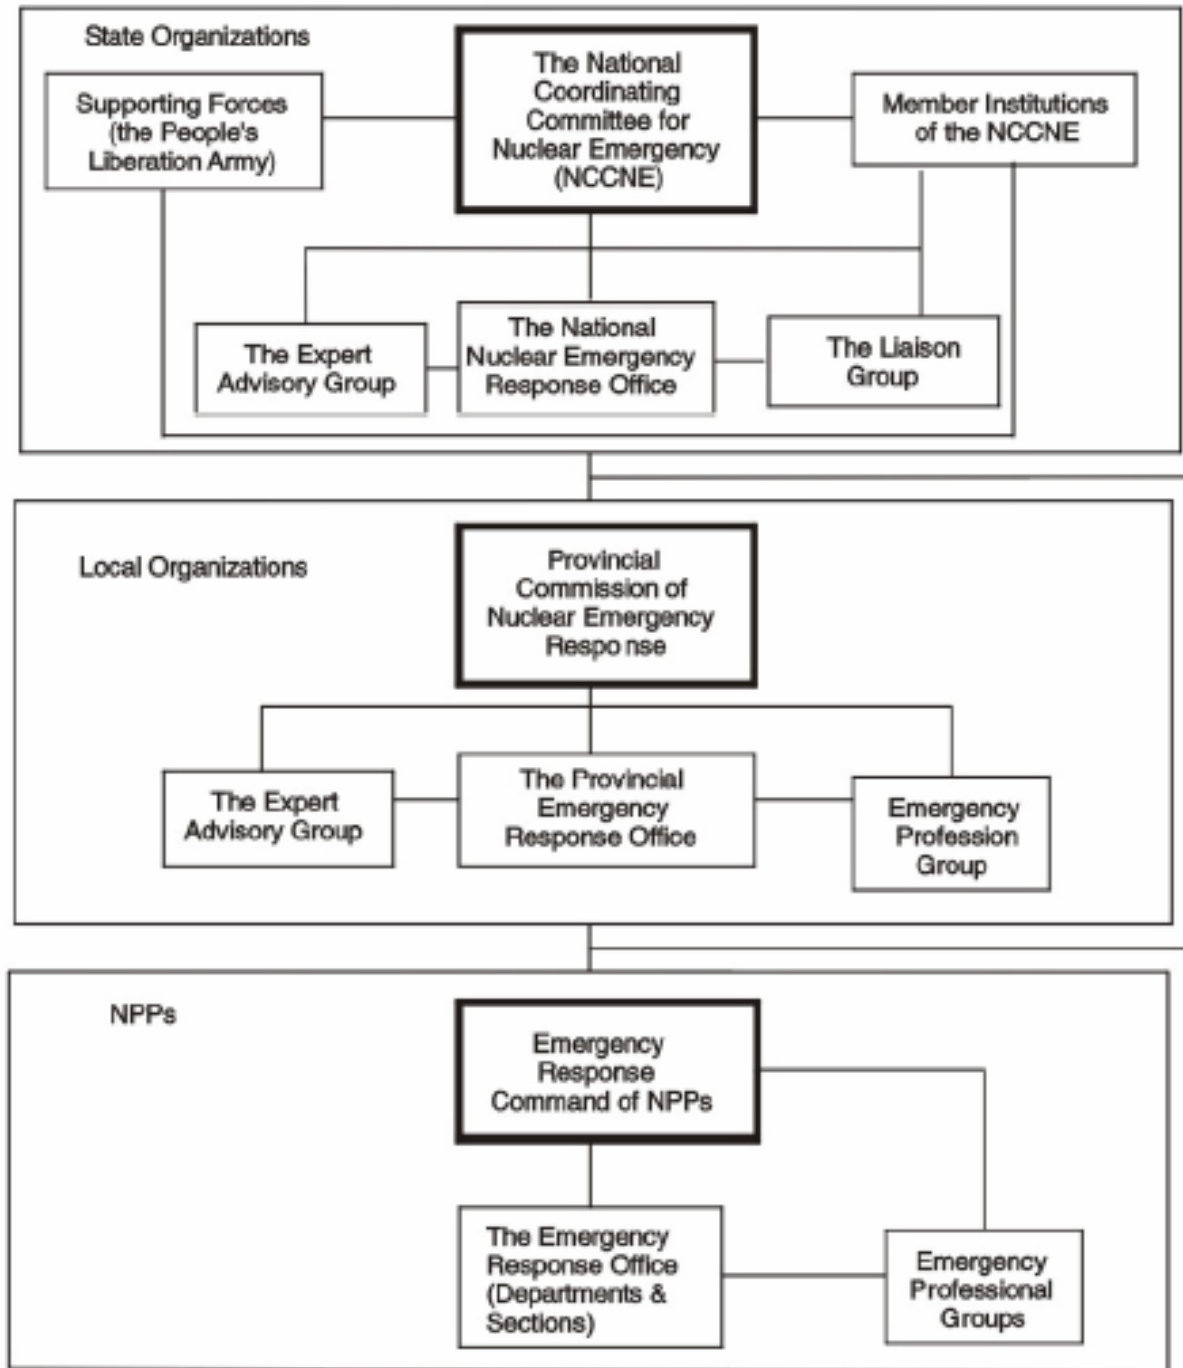 State Organizations
Supporting Forces
(the People's
Liberation Army)
The National
Coordinating
Committee for
Nuclear Emergency
(NCCNE)
Member Institutions
of the NCCNE
The Expert
Advisory Group
The National
Nuclear Emergency
Response Office
The Liaison
Group
Local Organizations
Provincial
Commission of
Nuclear Emergency
Response
The Expert
Advisory Group
The Provincial
Emergency
Response Office
Emergency
Profession
Group
NPPs
Emergency
Response
Command of NPPs
The Emergency
Response Office
(Departments &
Sections)
Emergency
Professional
Groups